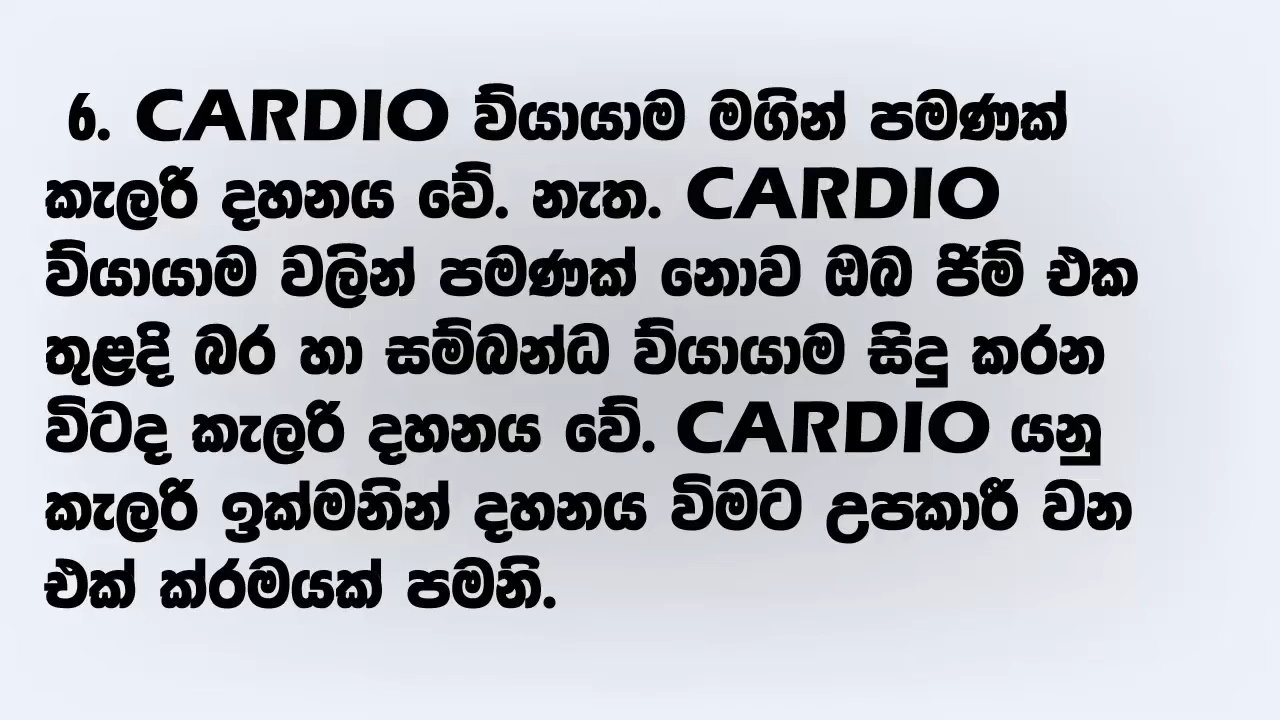 6. CARDIO ව්යායාම මගින් පමණක්
කැලරි දහනය වේ. නැත. CARDIO
ව්යායාම වලින් පමණක් නොව ඔබ ජිම් එක
තුළදි බර හා සම්බන්ධ ව්යායාම සිදු කරන
විටද කැලරි දහනය වේ. CARDIO යනු
කැලරි ඉක්මනින් දහනය විමට උපකාරී වන
එක් ක්රමයක් පමනි.